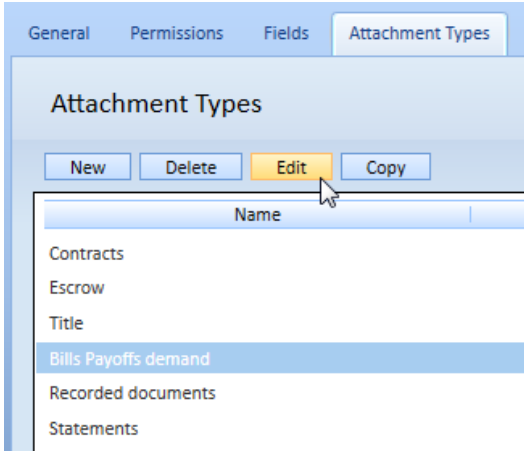 General Permissions Fields Attachment Types
Attachment Types
New Delete Edit Copy
Name
Contracts
Escrow
Title
Bills Payoffs demand
Recorded documents
Statements